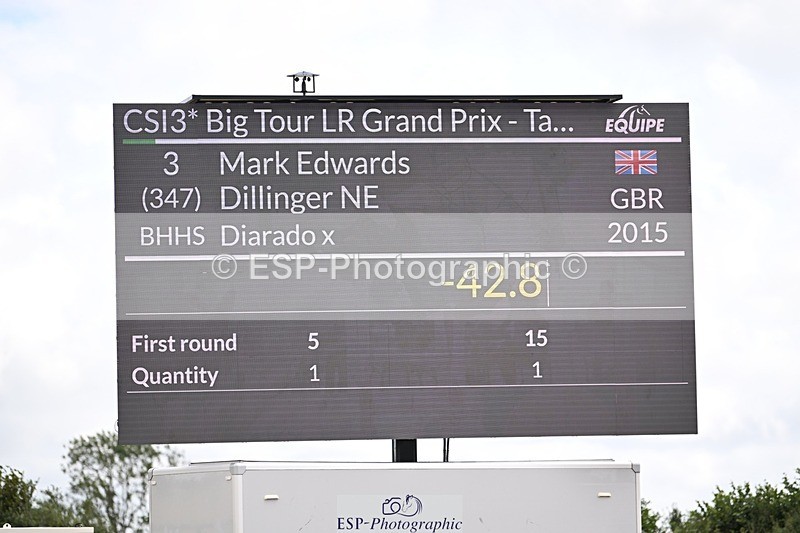 CSI3* Big Tour LR Grand Prix - Ta... EQUIPE
3 Mark Edwards
(347) Dillinger NE GBR
BHHS Diarado x 2015
© ESP-Photographic ©
-42.8
First round 5 15
Quantity 1 1
ESP-Photographic